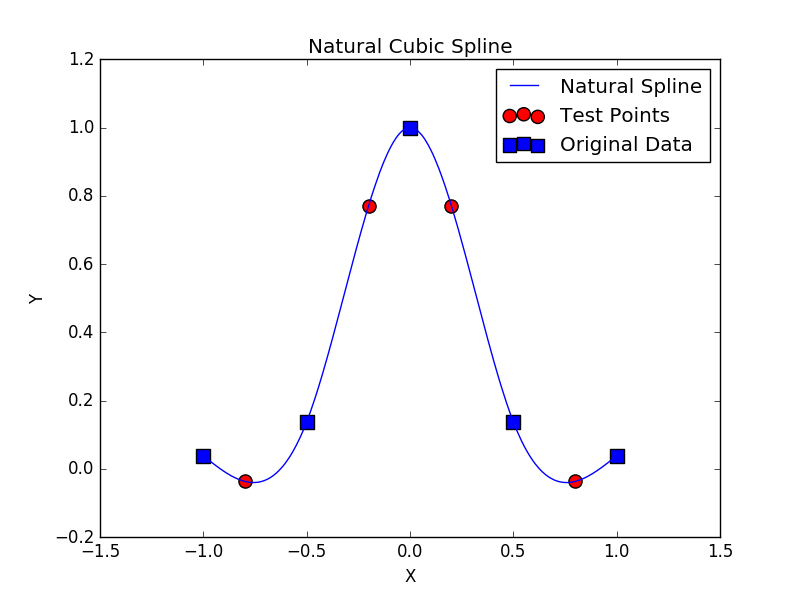 Natural Cubic Spline
1.2
1.0
0.8
0.6
0.4
0.2
0.0
−0.2
Y
Natural Spline
Test Points
Original Data
−1.5 −1.0 −0.5 0.0 0.5 1.0 1.5
X